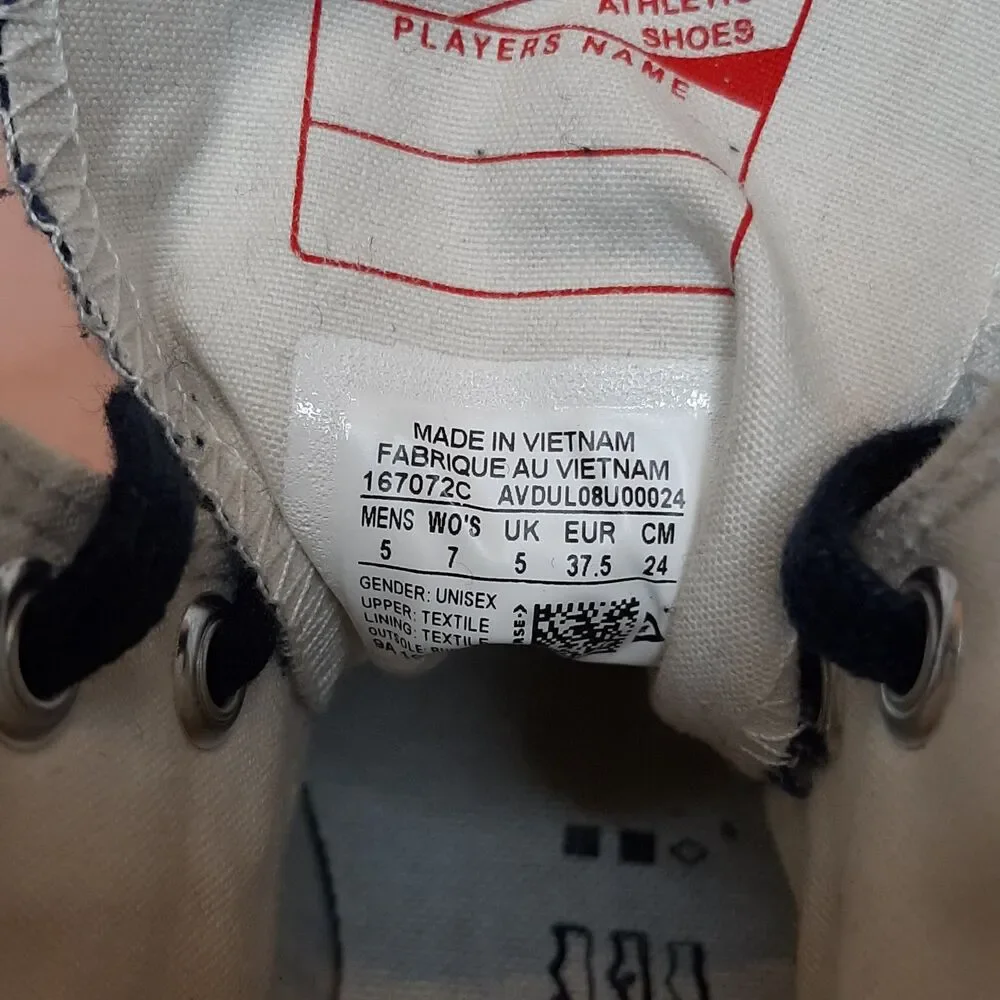 ATHLETIC
SHOES
PLAYERS NAME
MADE IN VIETNAM
FABRIQUE AU VIETNAM
167072C AVDUL08U00024
MENS WO'S UK EUR CM
5 7 5 37.5 24
GENDER: UNISEX
UPPER: TEXTILE
LINING: TEXTILE
OUTSOLE: